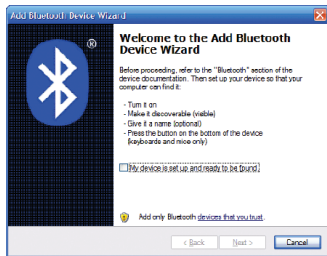 Add Bluetooth Device Wizard
®
Welcome to the Add Bluetooth
Device Wizard
Before proceeding, refer to the "Bluetooth" section of the
device documentation. Then set up your device so that your
computer can find it:
- Turn it on
- Make it discoverable (visible)
- Give it a name (optional)
- Press the button on the bottom of the device
(keyboards and mice only)
My device is set up and ready to be found.
Add only Bluetooth devices that you trust.
< Back
Next >
Cancel